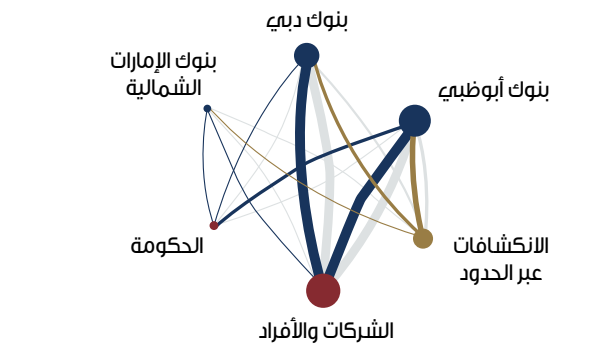 بنوك دبي
بنوك الإمارات
الشمالية
بنوك أبوظبي
الحكومة
الانكشافات
عبر الحدود
الشركات والأفراد